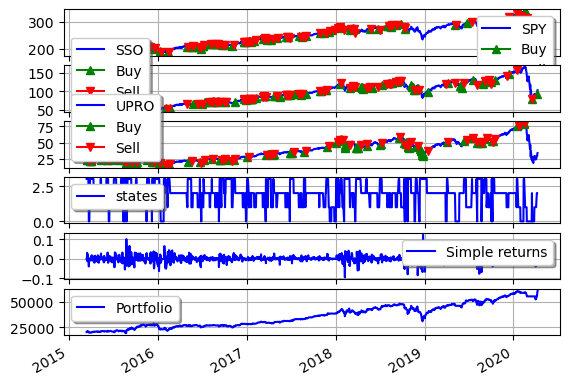 300
200
SPY
Buy
SSO
Buy
Sell
150
100
50
UPRO
Buy
Sell
75
50
25
states
2.5
0.0
Simple returns
0.1
0.0
−0.1
Portfolio
50000
25000
2015
2016
2017
2018
2019
2020